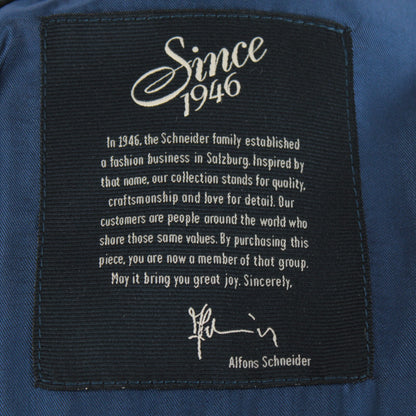 Since
1946
In 1946, the Schneider family established
a fashion business in Salzburg. Inspired by
that name, our collection stands for quality,
craftsmanship and love for detail. Our
customers are people around the world who
share those same values. By purchasing this
piece, you are now a member of that group.
May it bring you great joy. Sincerely,
Alfons Schneider